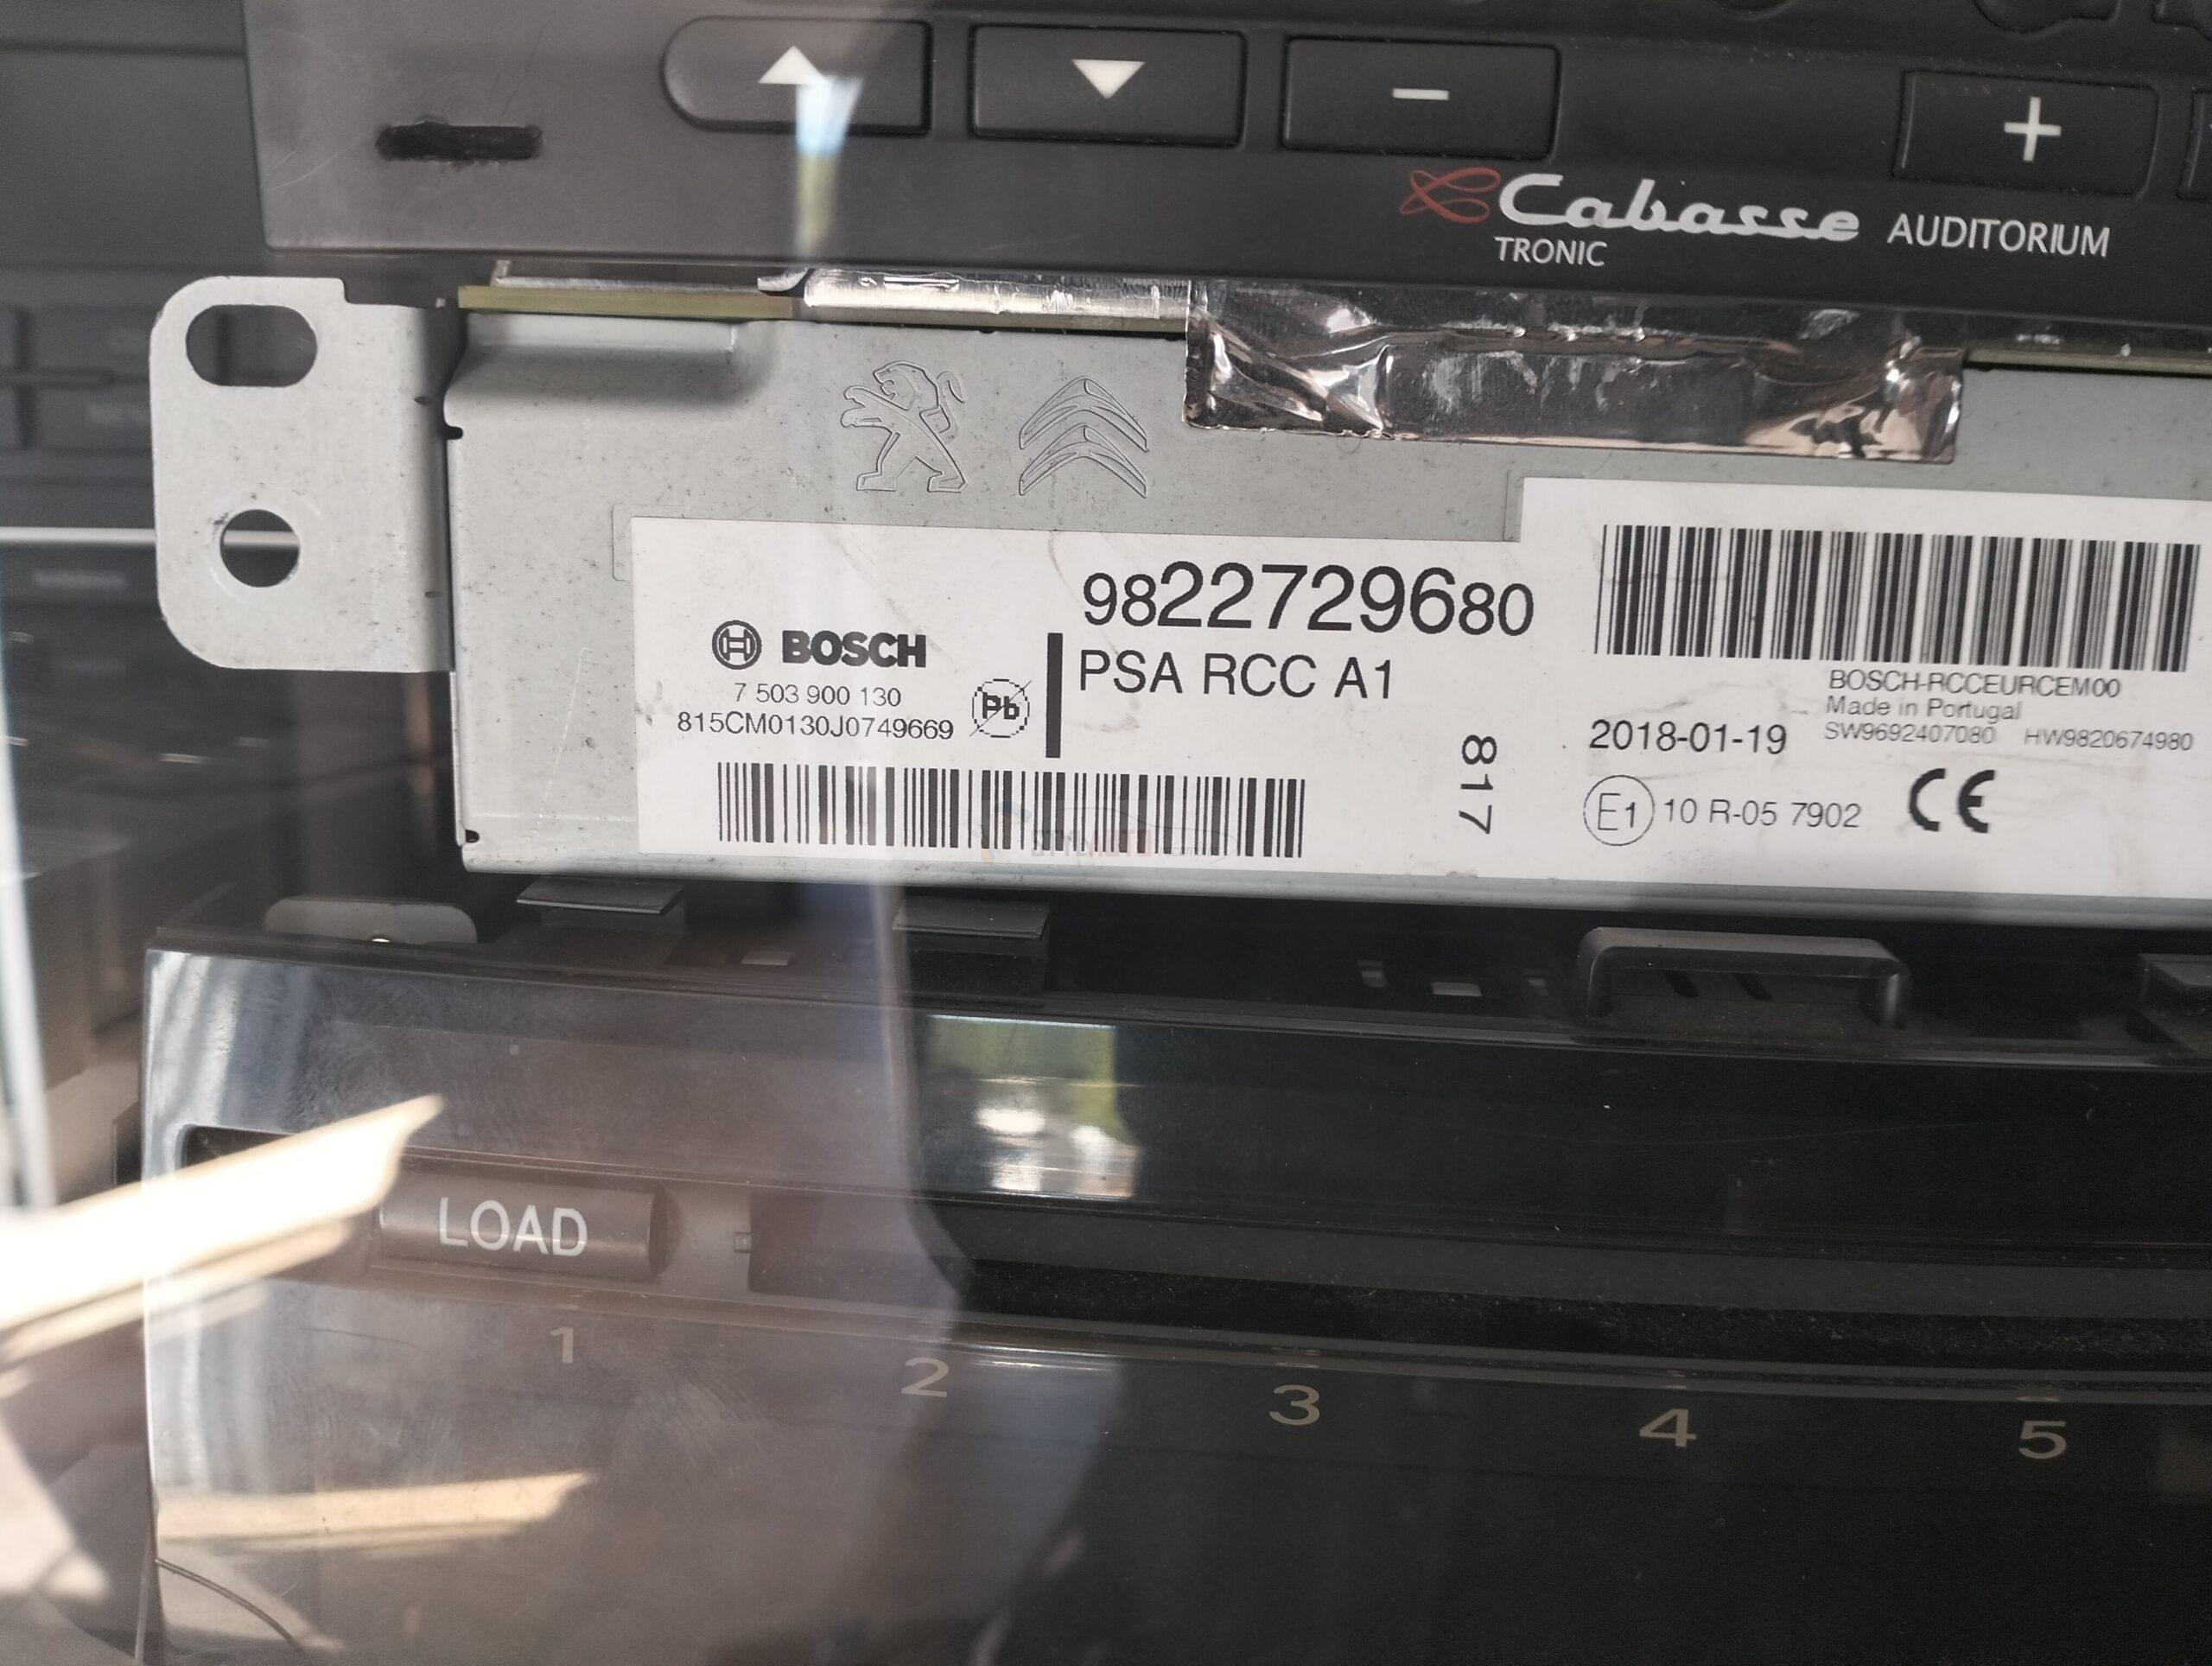 Cabasse AUDITORIUM
TRONIC
9822729680
BOSCH
PSA RCC A1
7 503 900 130
Pb
815CM0130J0749669
817
BOSCH-RCCEURCEM00
Made in Portugal
2018-01-19 SW9692407080 HW9820674980
E1 10 R-05 7902 CE
LOAD
1 2 3 4 5